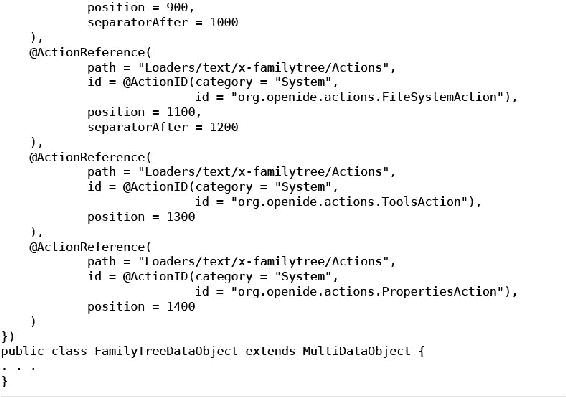 position = 900,
            separatorAfter = 1000
    ),
    @ActionReference(
            path = "Loaders/text/x-familytree/Actions",
            id = @ActionID(category = "System",
                           id = "org.openide.actions.FileSystemAction"),
            position = 1100,
            separatorAfter = 1200
    ),
    @ActionReference(
            path = "Loaders/text/x-familytree/Actions",
            id = @ActionID(category = "System",
                           id = "org.openide.actions.ToolsAction"),
            position = 1300
    ),
    @ActionReference(
            path = "Loaders/text/x-familytree/Actions",
            id = @ActionID(category = "System",
                           id = "org.openide.actions.PropertiesAction"),
            position = 1400
    )
})
public class FamilyTreeDataObject extends MultiDataObject {
. . .
}